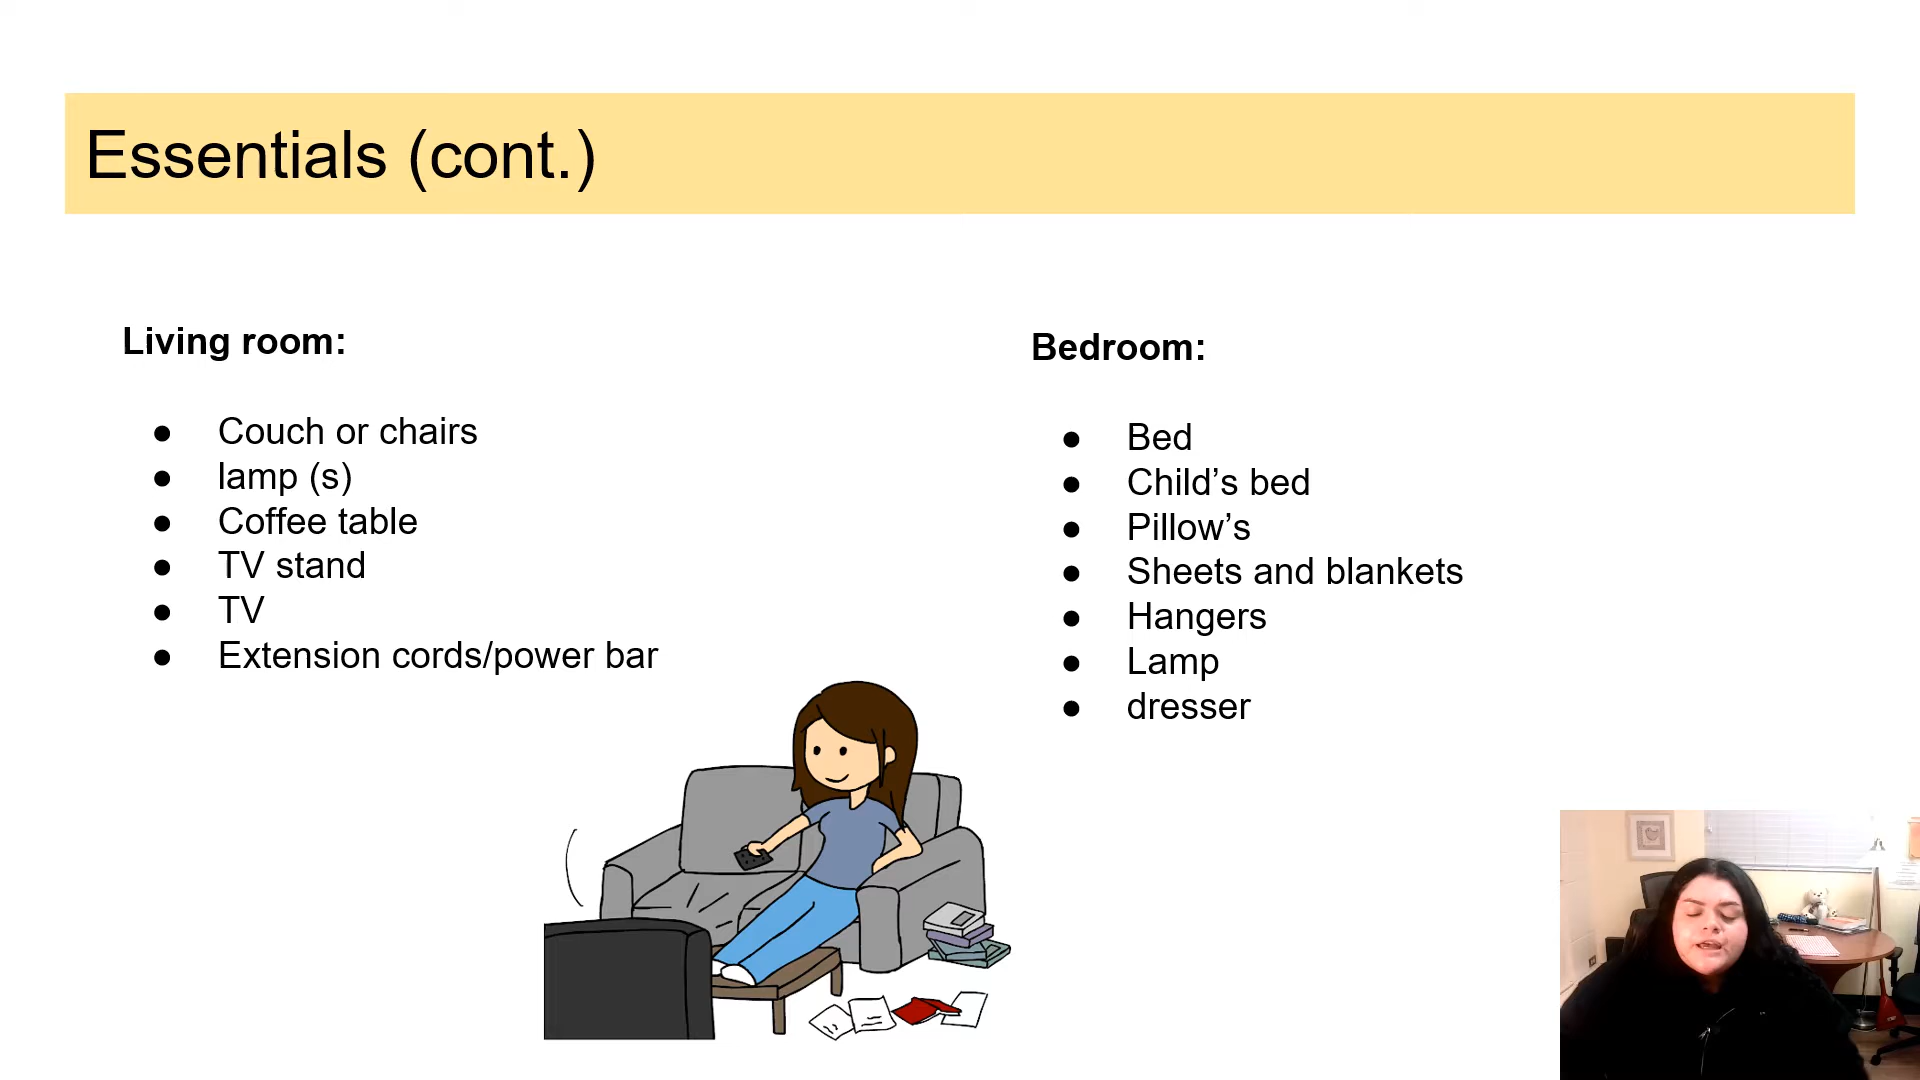 Essentials (cont.)
Living room:
● Couch or chairs
● lamp (s)
● Coffee table
● TV stand
● TV
● Extension cords/power bar
Bedroom:
● Bed
● Child’s bed
● Pillow’s
● Sheets and blankets
● Hangers
● Lamp
● dresser